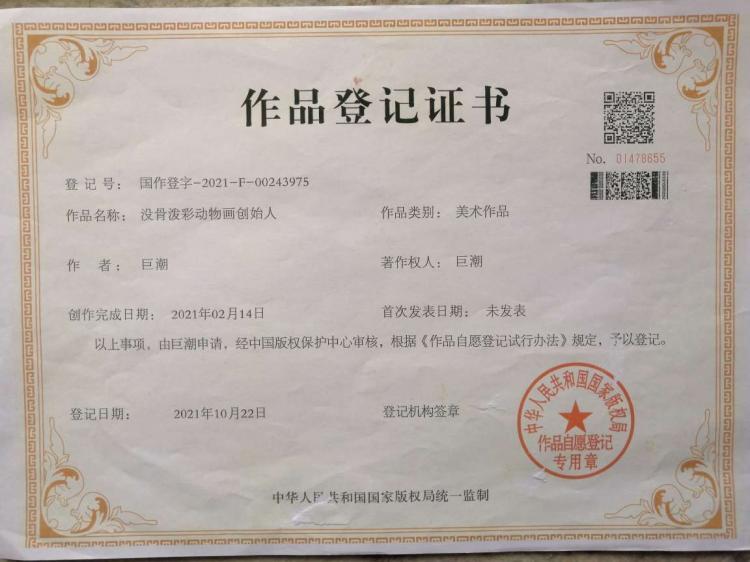 作品登记证书
No. 01478655
登 记 号： 国作登字-2021-F-00243975
作品名称： 没骨泼彩动物画创始人 作品类别： 美术作品
作 者： 巨潮 著作权人： 巨潮
创作完成日期： 2021年02月14日 首次发表日期： 未发表
以上事项，由巨潮申请，经中国版权保护中心审核，根据《作品自愿登记试行办法》规定，予以登记。
登记日期： 2021年10月22日 登记机构签章
中华人民共和国国家版权局
作品自愿登记
专用章
中华人民共和国国家版权局统一监制